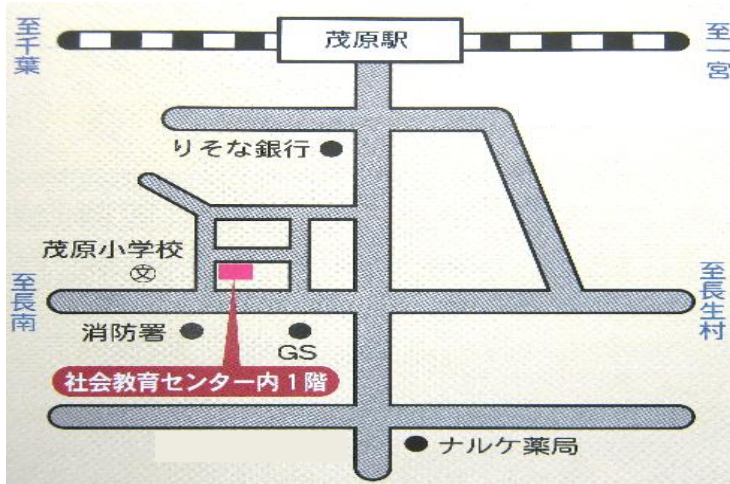 至千葉
茂原駅
至一宮
りそな銀行
茂原小学校
文
至長南
至長生村
消防署
GS
社会教育センター内1階
ナルケ薬局